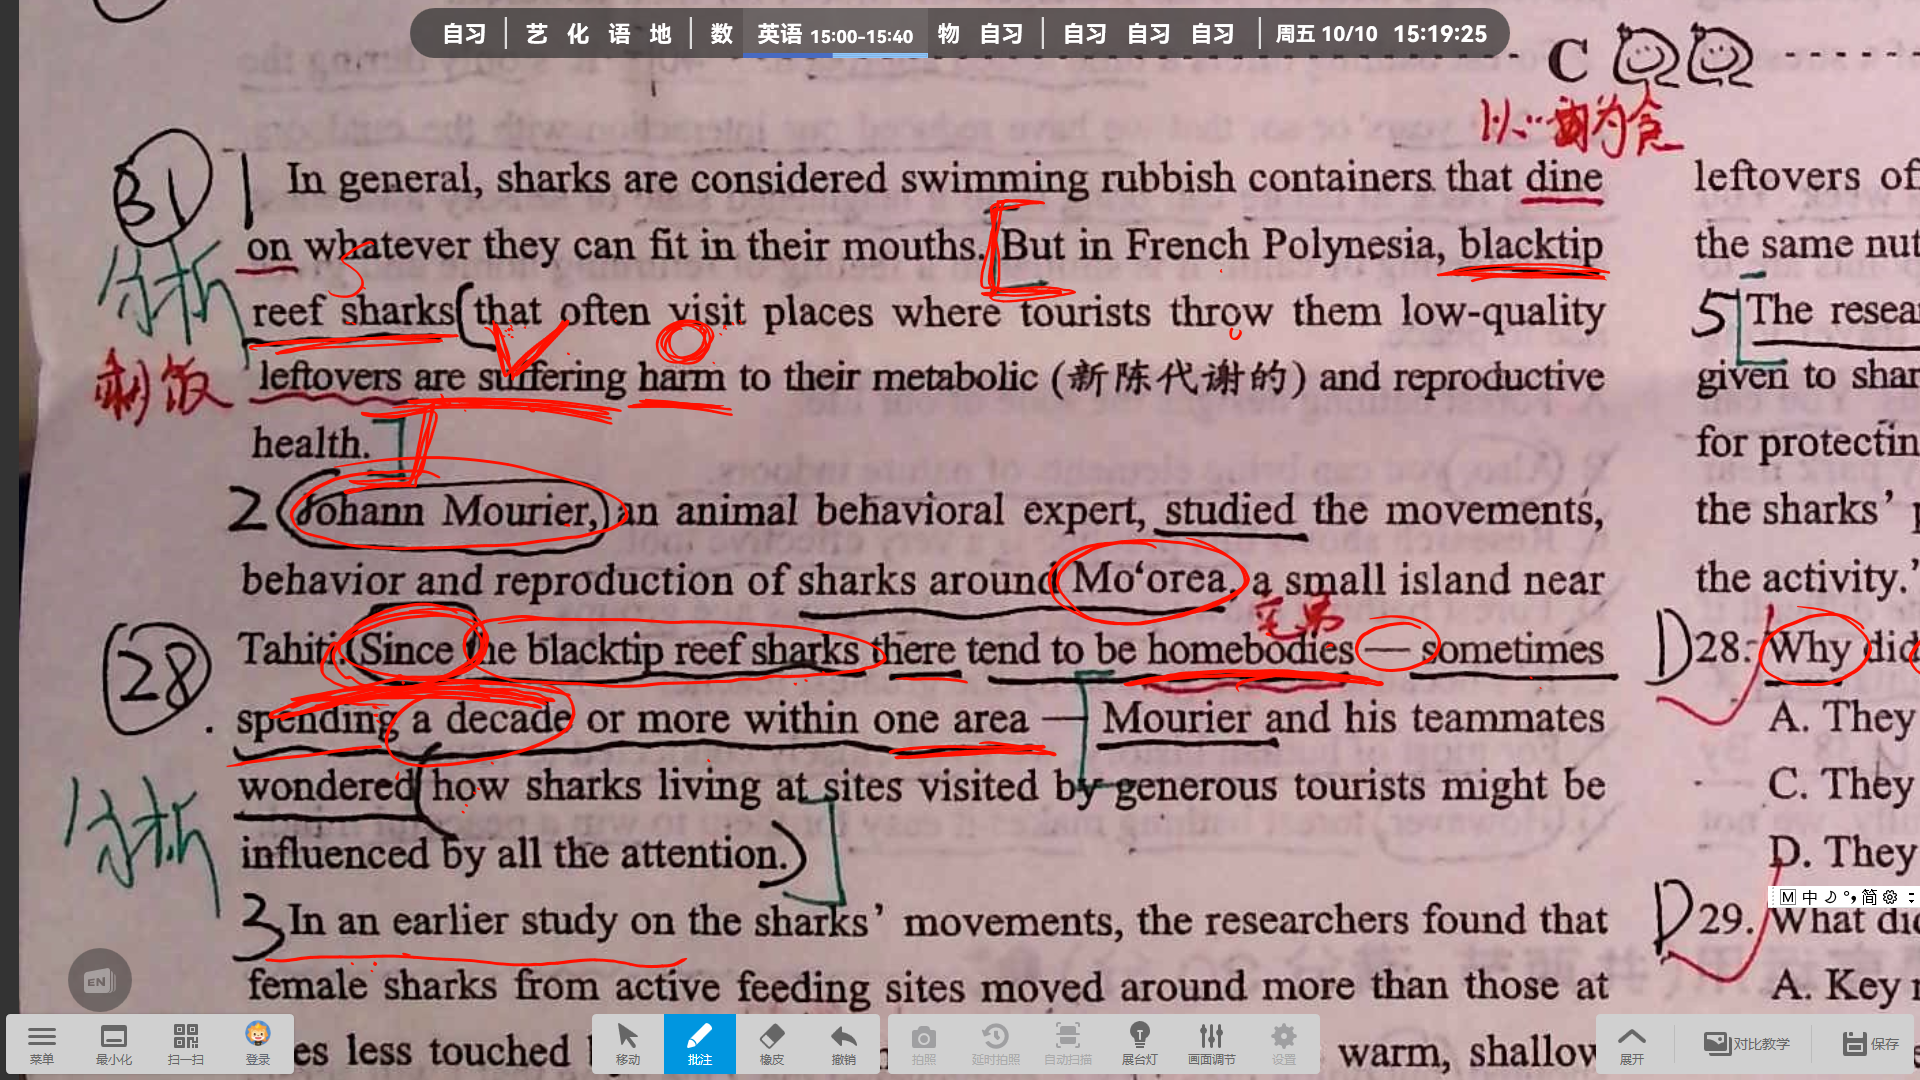 自习 | 艺 化 语 地 | 数 英语 15:00-15:40 物 自习 | 自习 自习 自习 | 周五 10/10 15:19:25
C
以…为食
31 1 In general, sharks are considered swimming rubbish containers that dine
on whatever they can fit in their mouths. But in French Polynesia, blacktip
reef sharks that often visit places where tourists throw them low-quality
leftovers are suffering harm to their metabolic (新陈代谢的) and reproductive
health.
分析
剩饭
2 Johann Mourier, an animal behavioral expert, studied the movements,
behavior and reproduction of sharks around Mo‘orea, a small island near
Tahiti. Since the blacktip reef sharks there tend to be homebodies — sometimes
28 spending a decade or more within one area — Mourier and his teammates
wondered how sharks living at sites visited by generous tourists might be
influenced by all the attention.
分析
3 In an earlier study on the sharks’ movements, the researchers found that
female sharks from active feeding sites moved around more than those at
es less touched
warm, shallow
leftovers of
the same nut
5 The resear
given to shar
for protectin
the sharks’ p
the activity.’
D 28. Why did
A. They
C. They
D. They
D 29. What did
A. Key
M 中 简
EN
菜单 最小化 扫一扫 登录 移动 批注 橡皮 撤销 拍照 延时拍照 自动扫描 展台灯 画面调节 设置 展开 对比教学 保存